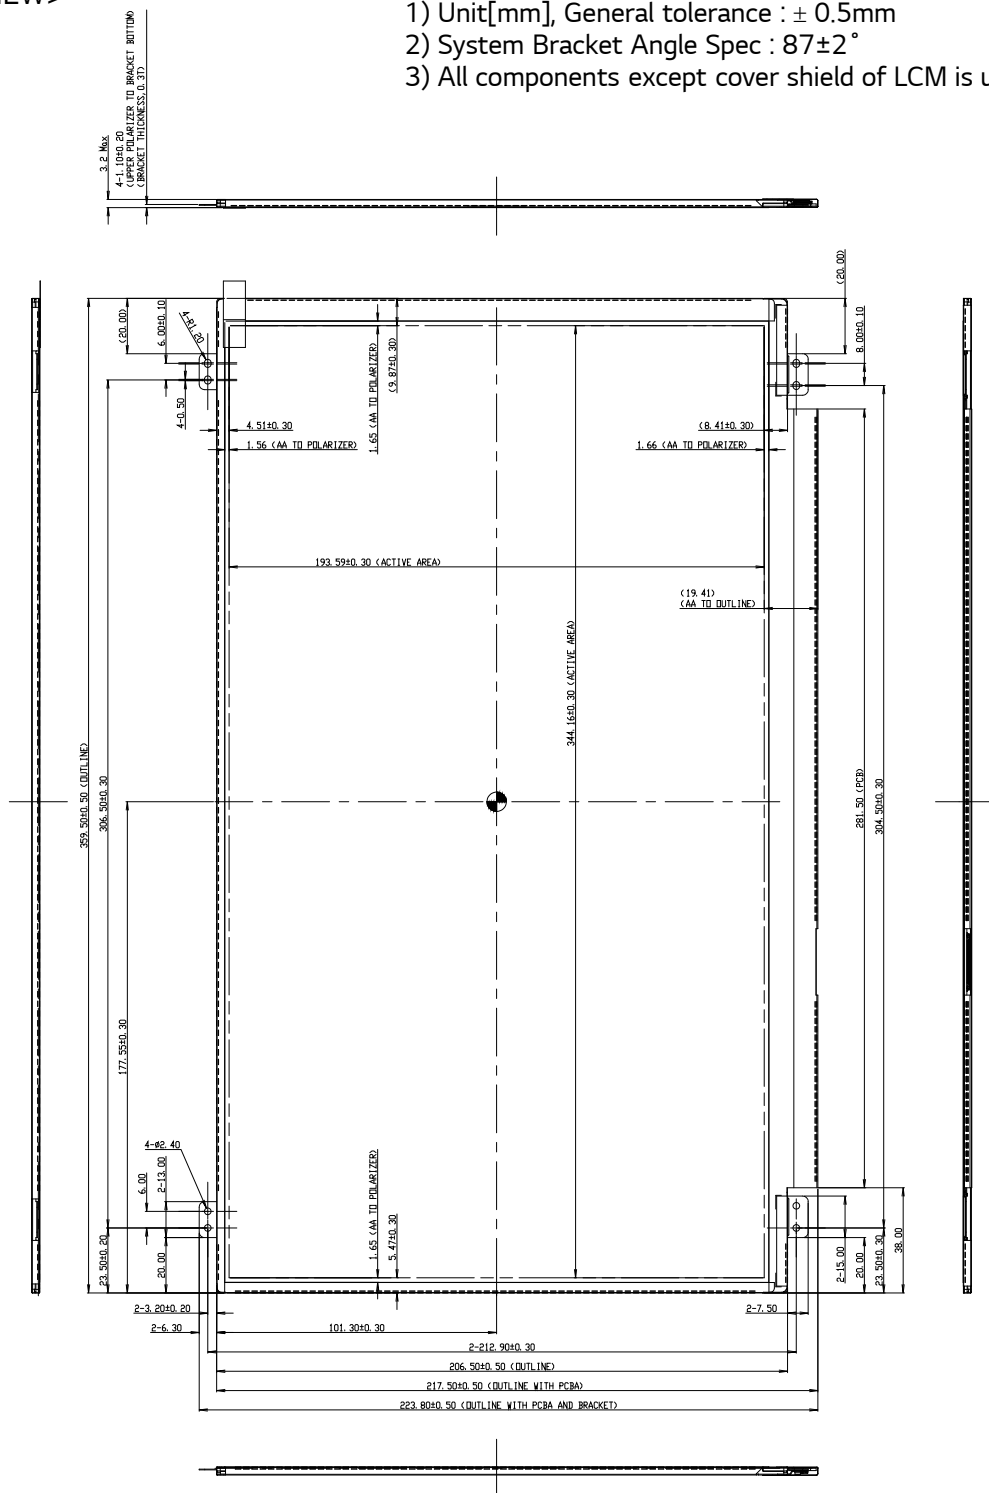 1) Unit[mm], General tolerance : ± 0.5mm
2) System Bracket Angle Spec : 87±2˚
3) All components except cover shield of LCM is
3.2 Max
4-1.10±0.20
(UPPER POLARIZER TO BRACKET BOTTOM)
(BRACKET THICKNESS,0.3T)
(20.00)
6.00±0.10
4-R1.20
4-0.50
4.51±0.30
1.56 (AA TO POLARIZER)
1.65 (AA TO POLARIZER)
(9.87±0.30)
(20.00)
8.00±0.10
(8.41±0.30)
1.66 (AA TO POLARIZER)
193.59±0.30 (ACTIVE AREA)
(19.41)
(AA TO OUTLINE)
344.16±0.30 (ACTIVE AREA)
359.50±0.50 (OUTLINE)
306.50±0.30
177.55±0.30
281.50 (PCB)
304.50±0.30
4-ø2.40
6.00
2-13.00
23.50±0.20
20.00
1.65 (AA TO POLARIZER)
5.47±0.30
2-15.00
20.00
23.50±0.30
38.00
2-3.20±0.20
2-6.30
101.30±0.30
2-7.50
2-212.90±0.30
206.50±0.50 (OUTLINE)
217.50±0.50 (OUTLINE WITH PCBA)
223.80±0.50 (OUTLINE WITH PCBA AND BRACKET)